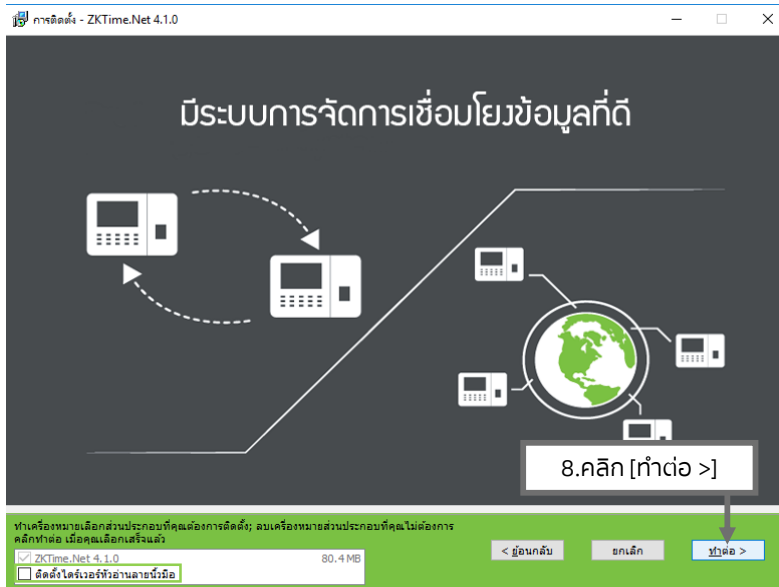 การติดตั้ง - ZKTime.Net 4.1.0
มีระบบการจัดการเชื่อมโยงข้อมูลที่ดี
8.คลิก [ทำต่อ >]
ทำเครื่องหมายเลือกส่วนประกอบที่คุณต้องการติดตั้ง; ลบเครื่องหมายส่วนประกอบที่คุณไม่ต้องการ
คลิกทำต่อ เมื่อคุณเลือกเสร็จแล้ว
ZKTime.Net 4.1.0 80.4 MB
ติดตั้งไดร์เวอร์หัวอ่านลายนิ้วมือ
< ย้อนกลับ ยกเลิก ทำต่อ >